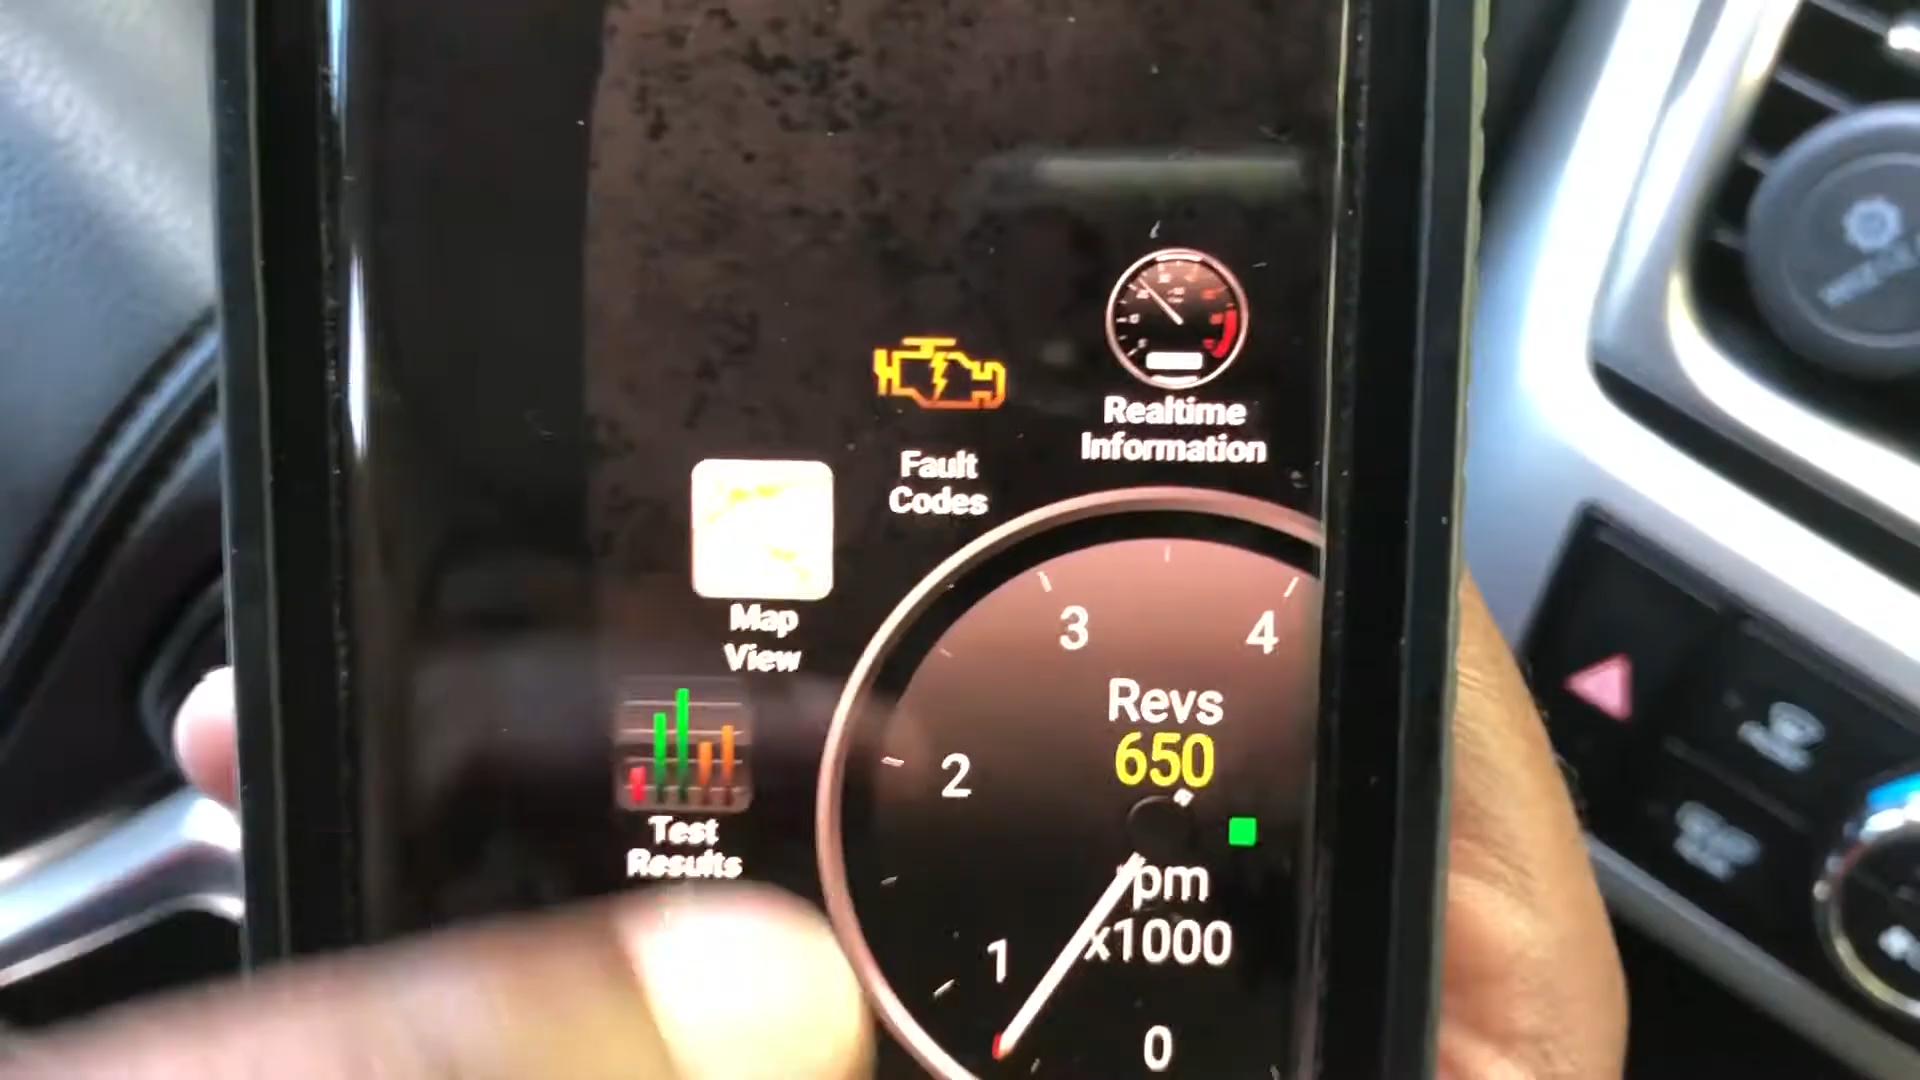 Realtime
Information
Fault
Codes
Map
View
3
4
Revs
650
2
Test
Results
rpm
x1000
1
0